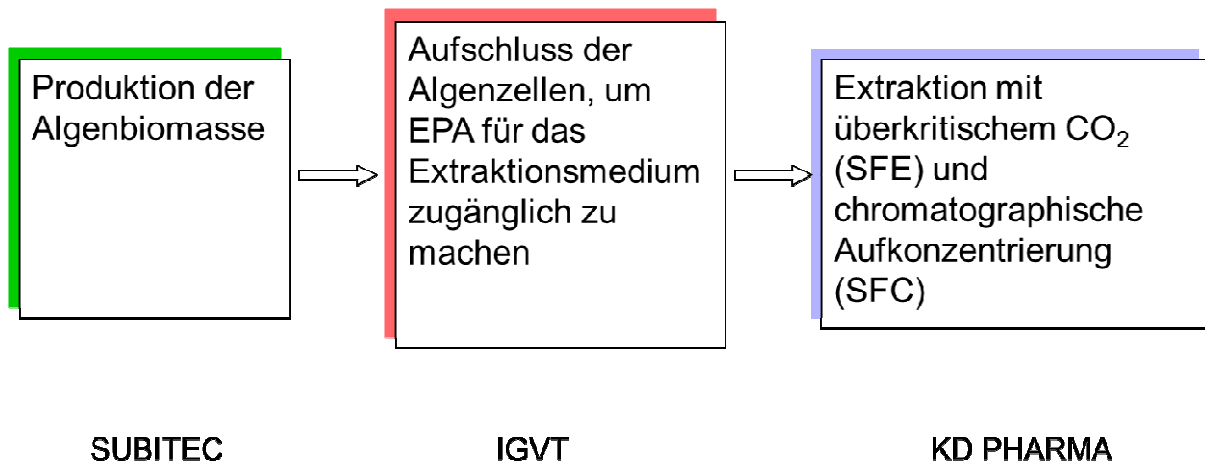 Produktion der
Algenbiomasse
Aufschluss der
Algenzellen, um
EPA für das
Extraktionsmedium
zugänglich zu
machen
Extraktion mit
überkritischem CO₂
(SFE) und
chromatographische
Aufkonzentrierung
(SFC)
SUBITEC
IGVT
KD PHARMA